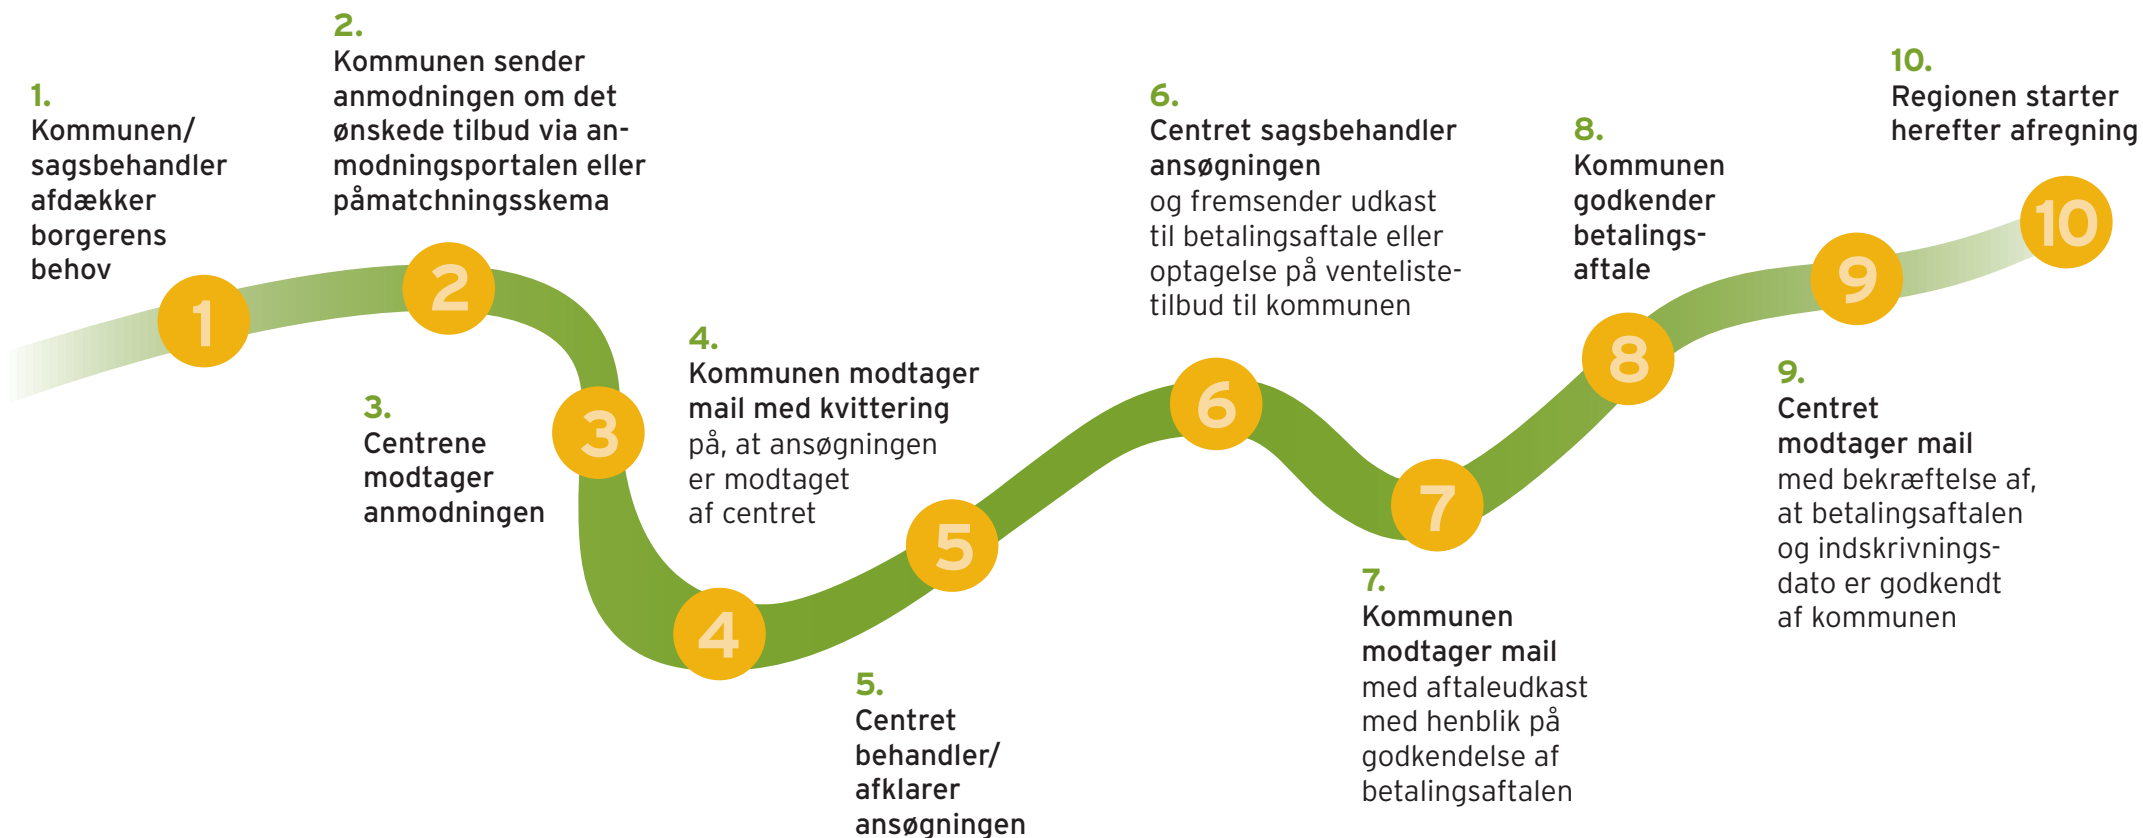 1.
Kommunen/
sagsbehandler
afdækker
borgerens
behov
2.
Kommunen sender
anmodningen om det
ønskede tilbud via an-
modningsportalen eller
påmatchningsskema
3.
Centrene
modtager
anmodningen
4.
Kommunen modtager
mail med kvittering
på, at ansøgningen
er modtaget
af centret
5.
Centret
behandler/
afklarer
ansøgningen
6.
Centret sagsbehandler
ansøgningen
og fremsender udkast
til betalingsaftale eller
optagelse på venteliste-
tilbud til kommunen
7.
Kommunen
modtager mail
med aftaleudkast
med henblik på
godkendelse af
betalingsaftalen
8.
Kommunen
godkender
betalings-
aftale
9.
Centret
modtager mail
med bekræftelse af,
at betalingsaftalen
og indskrivnings-
dato er godkendt
af kommunen
10.
Regionen starter
herefter afregning
1
2
3
4
5
6
7
8
9
10